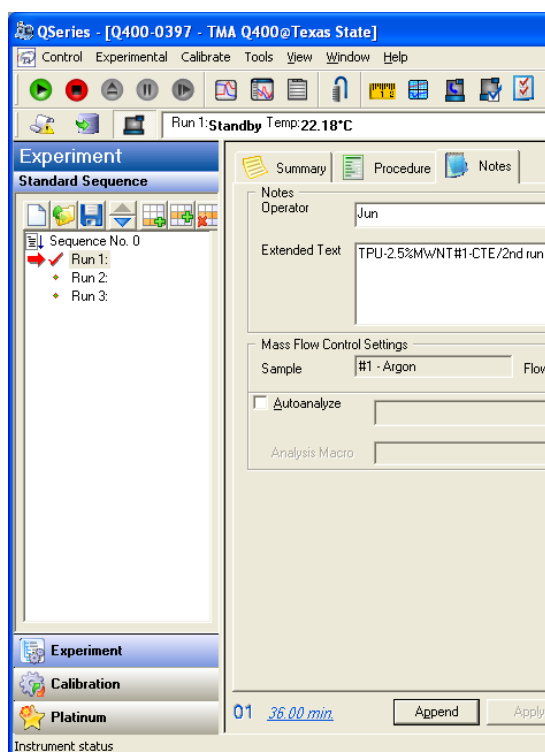 QSeries - [Q400-0397 - TMA Q400@Texas State]
Control Experimental Calibrate Tools View Window Help
Run 1:Standby Temp:22.18°C
Experiment
Standard Sequence
Summary Procedure Notes
Sequence No. 0
Run 1:
Run 2:
Run 3:
Notes
Operator Jun
Extended Text TPU-2.5%MWNT#1-CTE/2nd run
Mass Flow Control Settings
Sample #1 - Argon Flow
Autoanalyze
Analysis Macro
Experiment
Calibration
Platinum
01 36.00 min. Append Apply
Instrument status